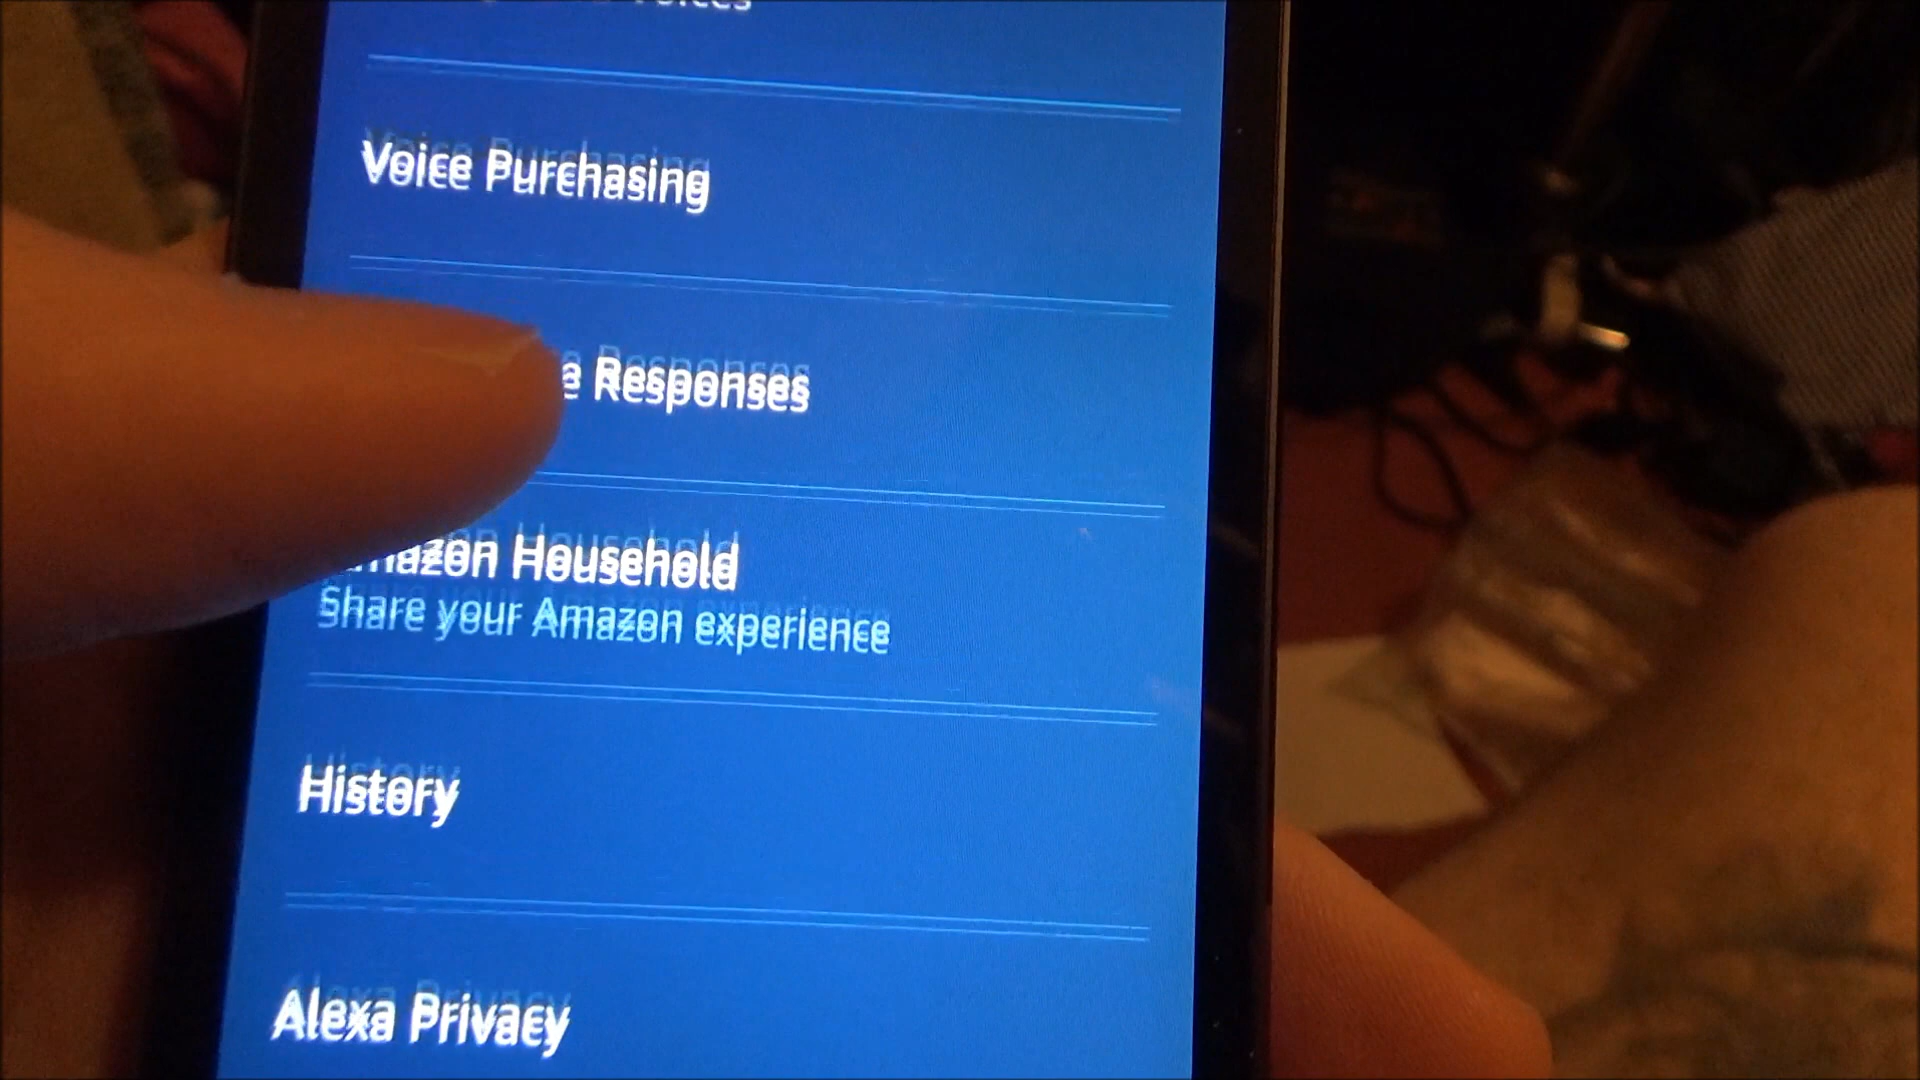 Voice Purchasing
Responses
Amazon Household
Share your Amazon experience
History
Alexa Privacy